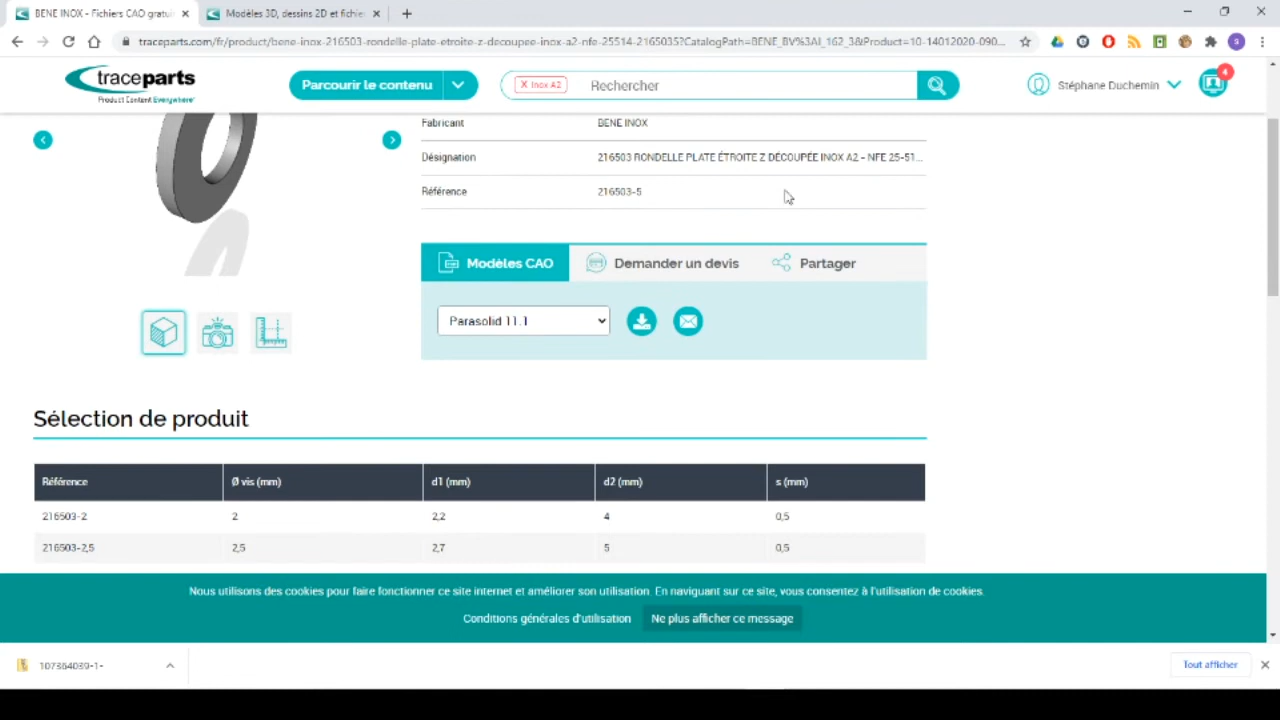 BENE INOX - Fichiers CAO gratui
Modèles 3D, dessins 2D et fichie
traceparts.com/fr/product/bene-inox-216503-rondelle-plate-etroite-z-decoupee-inox-a2-nfe-25514-2165035?CatalogPath=BENE_BV%3AI_162_3&Product=10-14012020-090...
S
traceparts
Product Content Everywhere
Parcourir le contenu
X Inox A2
Rechercher
Stéphane Duchemin
4
Fabricant
BENE INOX
Désignation
216503 RONDELLE PLATE ÉTROITE Z DÉCOUPÉE INOX A2 - NFE 25-51...
Référence
216503-5
Modèles CAO
Demander un devis
Partager
Parasolid 11.1
Sélection de produit
Référence Ø vis (mm) d1 (mm) d2 (mm) s (mm)
216503-2 2 2,2 4 0,5
216503-2,5 2,5 2,7 5 0,5
Nous utilisons des cookies pour faire fonctionner ce site internet et améliorer son utilisation. En naviguant sur ce site, vous consentez à l'utilisation de cookies.
Conditions générales d'utilisation
Ne plus afficher ce message
107364039-1-
Tout afficher